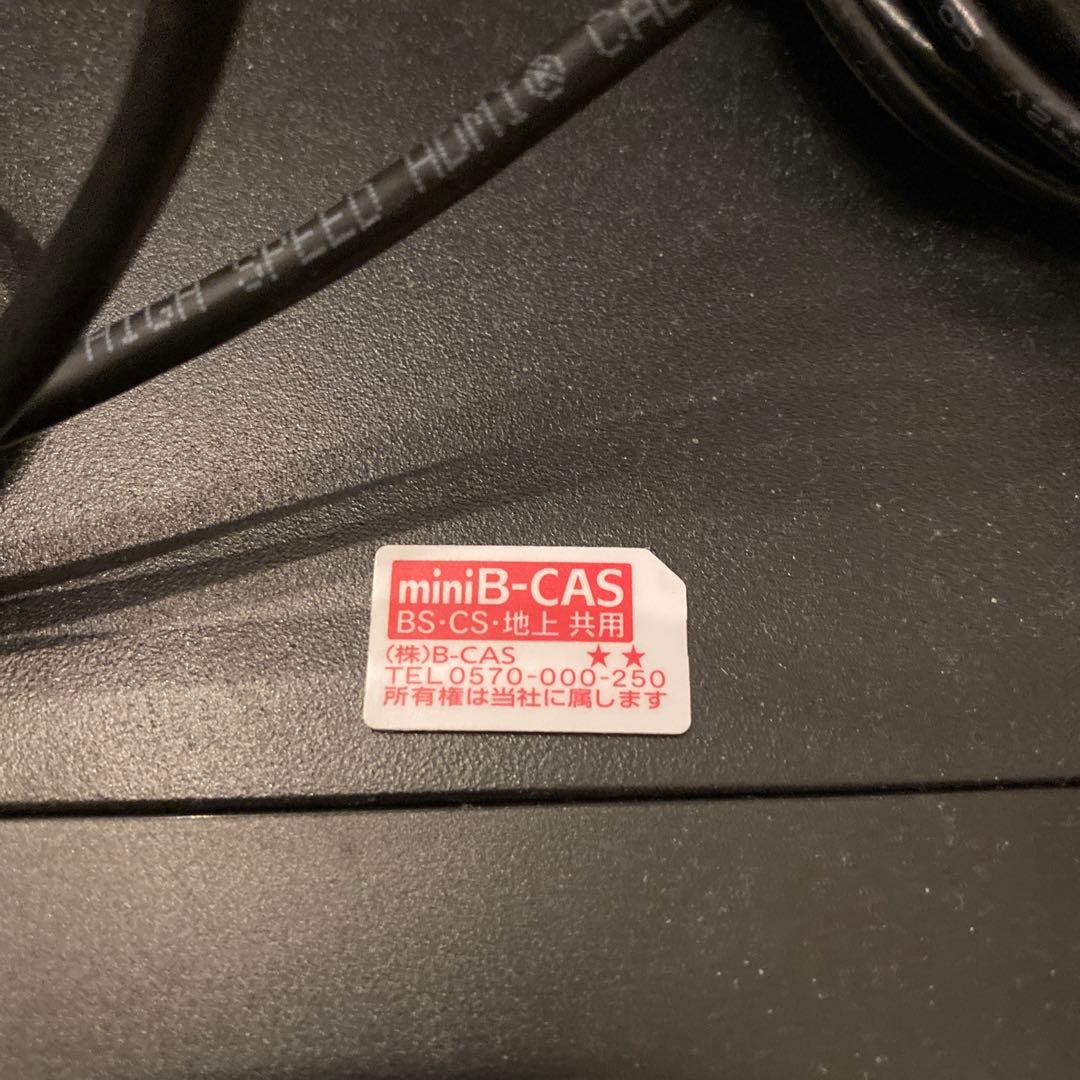 HIGH SPEED HDMI®
miniB-CAS
BS・CS・地上 共用
(株)B-CAS ★★
TEL 0570-000-250
所有権は当社に属します